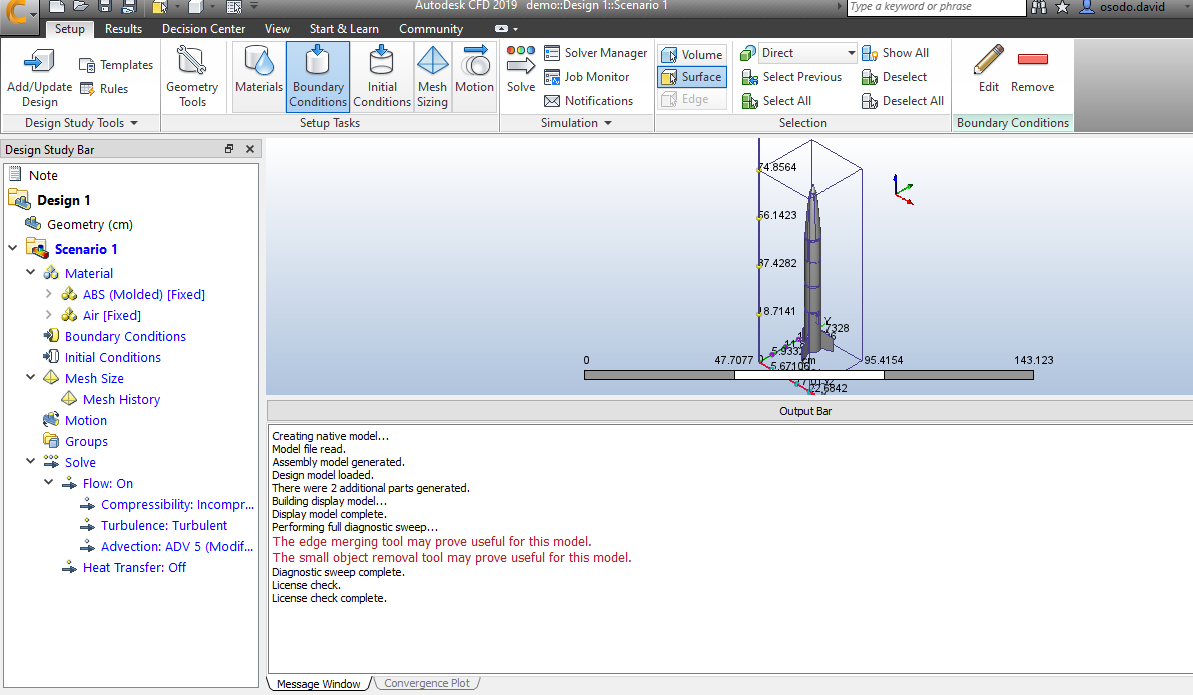 Autodesk CFD 2019 demo::Design 1::Scenario 1
Type a keyword or phrase
osodo.david
Setup Results Decision Center View Start & Learn Community
Add/Update Design
Templates
Rules
Geometry Tools
Materials
Boundary Conditions
Initial Conditions
Mesh Sizing
Motion
Solve
Solver Manager
Job Monitor
Notifications
Volume
Surface
Edge
Direct
Select Previous
Select All
Show All
Deselect
Deselect All
Edit
Remove
Design Study Tools
Setup Tasks
Simulation
Selection
Boundary Conditions
Design Study Bar
Note
Design 1
Geometry (cm)
Scenario 1
Material
ABS (Molded) [Fixed]
Air [Fixed]
Boundary Conditions
Initial Conditions
Mesh Size
Mesh History
Motion
Groups
Solve
Flow: On
Compressibility: Incompr...
Turbulence: Turbulent
Advection: ADV 5 (Modif...
Heat Transfer: Off
74.8564
56.1423
37.4282
18.7141
Y
7328
5.67106
cm
22.6842
0 47.7077 95.4154 143.123
Output Bar
Creating native model...
Model file read.
Assembly model generated.
Design model loaded.
There were 2 additional parts generated.
Building display model...
Display model complete.
Performing full diagnostic sweep...
The edge merging tool may prove useful for this model.
The small object removal tool may prove useful for this model.
Diagnostic sweep complete.
License check.
License check complete.
Message Window Convergence Plot